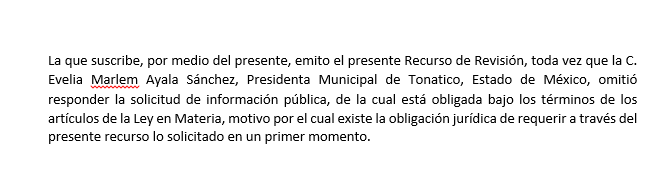 La que suscribe, por medio del presente, emito el presente Recurso de Revisión, toda vez que la C.
Evelia Marlem Ayala Sánchez, Presidenta Municipal de Tonatico, Estado de México, omitió
responder la solicitud de información pública, de la cual está obligada bajo los términos de los
artículos de la Ley en Materia, motivo por el cual existe la obligación jurídica de requerir a través del
presente recurso lo solicitado en un primer momento.